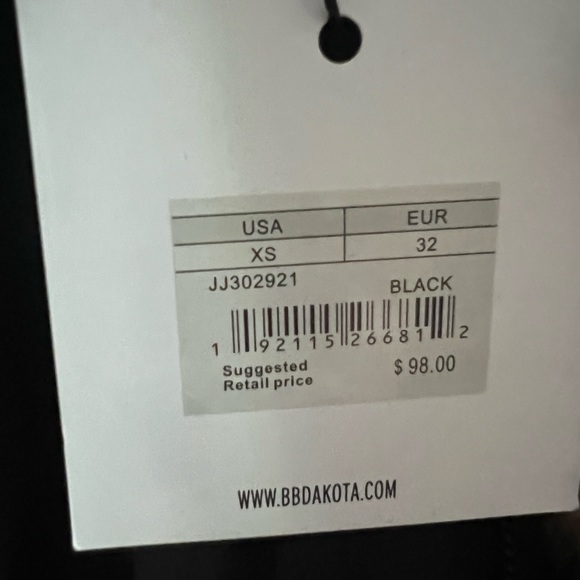 USA EUR
XS 32
JJ302921 BLACK
1 92115 26681 2
Suggested
Retail price $98.00
WWW.BBDAKOTA.COM